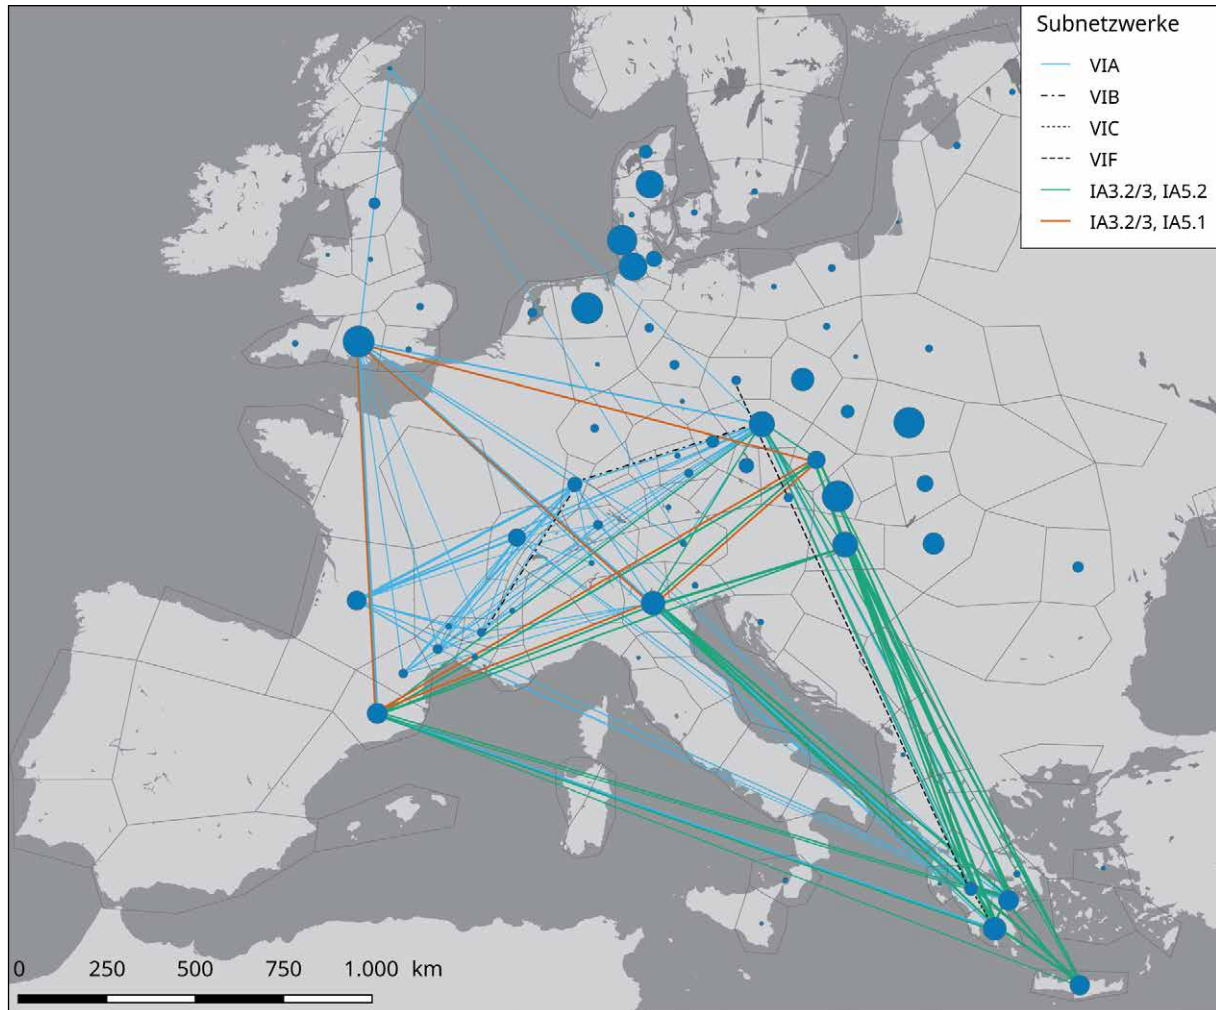 Subnetzwerke
VIA
VIB
VIC
VIF
IA3.2/3, IA5.2
IA3.2/3, IA5.1
0 250 500 750 1.000 km